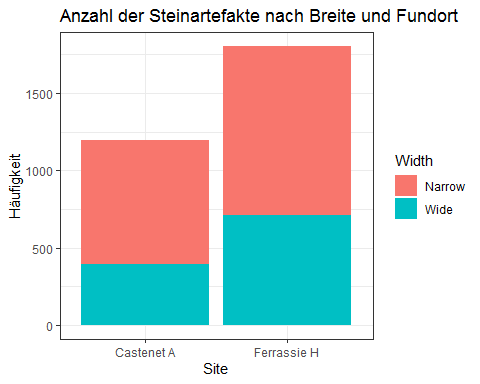 Anzahl der Steinartefakte nach Breite und Fundort
Häufigkeit
1500
1000
500
0
Castenet A
Ferrassie H
Site
Width
Narrow
Wide